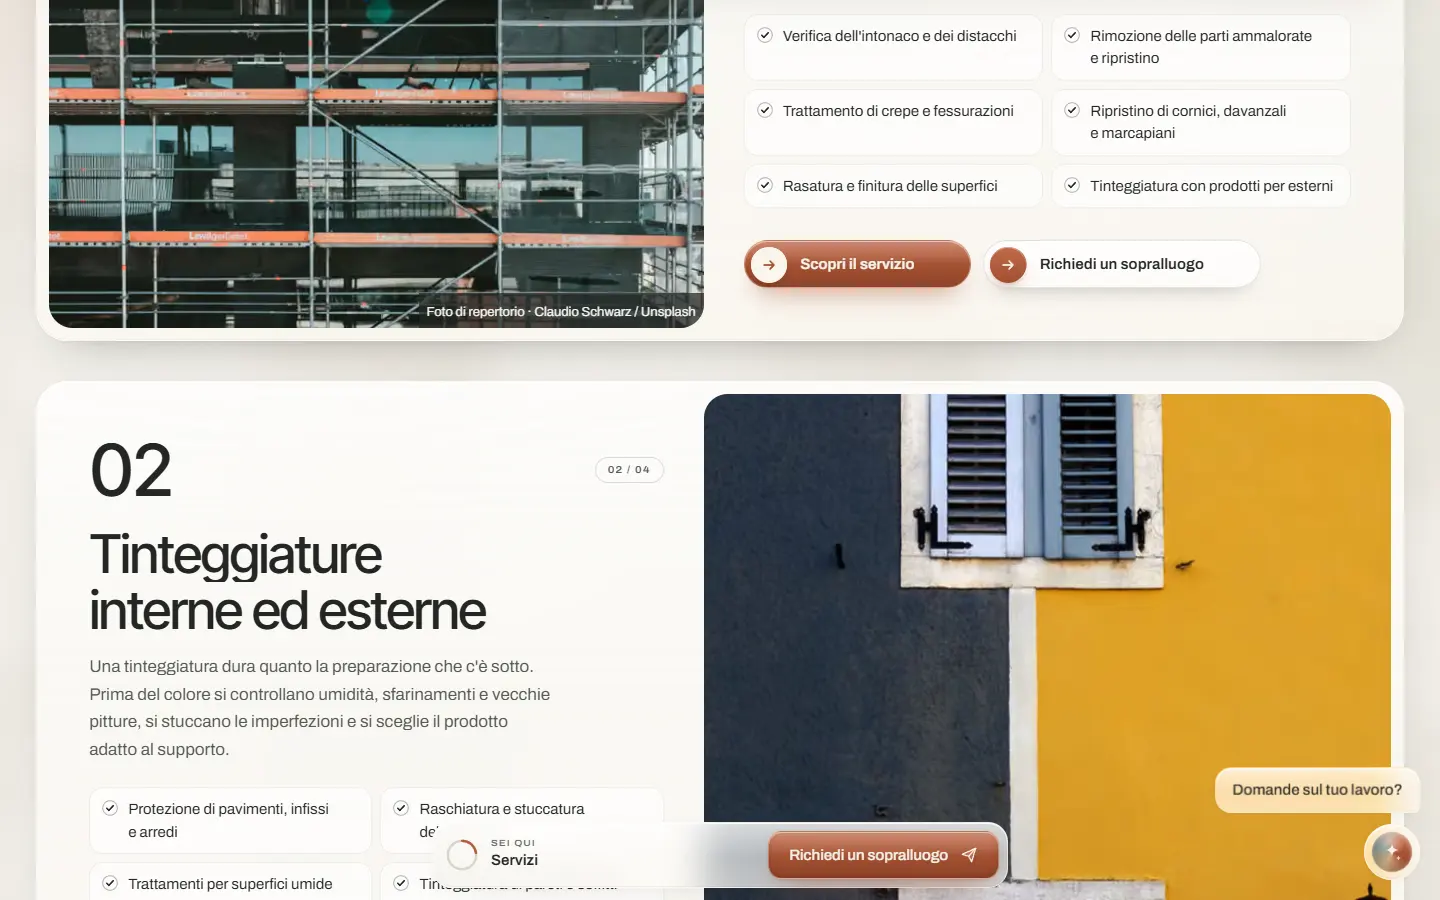 Verifica dell'intonaco e dei distacchi
Rimozione delle parti ammalorate
e ripristino
Trattamento di crepe e fessurazioni
Ripristino di cornici, davanzali
e marcapiani
Rasatura e finitura delle superfici
Tinteggiatura con prodotti per esterni
Scopri il servizio
Richiedi un sopralluogo
Foto di repertorio · Claudio Schwarz / Unsplash
02
02 / 04
Tinteggiature
interne ed esterne
Una tinteggiatura dura quanto la preparazione che c'è sotto.
Prima del colore si controllano umidità, sfarinamenti e vecchie
pitture, si stuccano le imperfezioni e si sceglie il prodotto
adatto al supporto.
Protezione di pavimenti, infissi
e arredi
Raschiatura e stuccatura
Trattamenti per superfici umide
SEI QUI
Servizi
Richiedi un sopralluogo
Domande sul tuo lavoro?